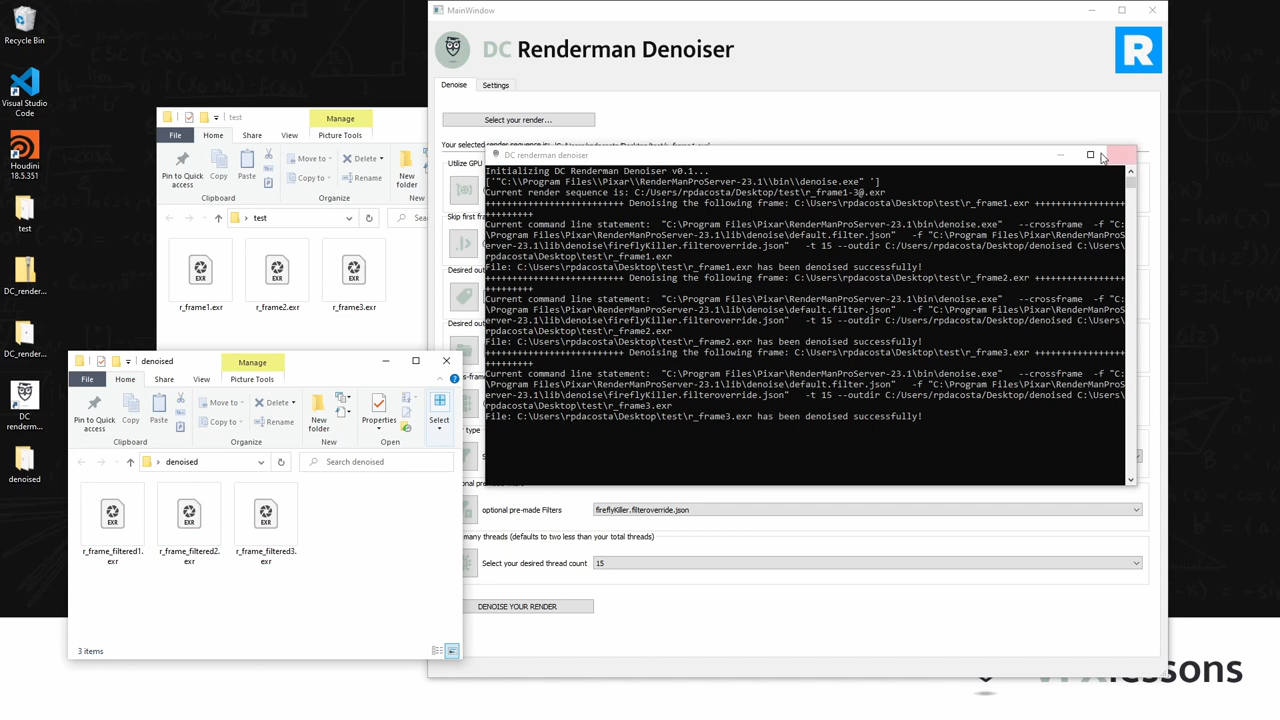 Recycle Bin
Visual Studio
Code
Houdini
18.5.351
test
DC_render...
DC_render...
DC
renderm...
denoised
MainWindow
DC Renderman Denoiser
R
Denoise
Settings
Select your render...
Utilize GPU
Skip first fra
Desired out
Desired out
s-frame
r type
optional pre-made Filters
fireflyKiller.filteroverride.json
many threads (defaults to two less than your total threads)
Select your desired thread count
15
DENOISE YOUR RENDER
test
Manage
File
Home
Share
View
Picture Tools
Pin to Quick
access
Copy
Paste
Move to
Copy to
Delete
Rename
New
folder
Clipboard
Organize
New
test
Sear
r_frame1.exr
r_frame2.exr
r_frame3.exr
denoised
Manage
File
Home
Share
View
Picture Tools
Pin to Quick
access
Copy
Paste
Move to
Copy to
Delete
Rename
New
folder
Properties
Select
Clipboard
Organize
New
Open
denoised
Search denoised
EXR
EXR
EXR
r_frame_filtered1.
exr
r_frame_filtered2.
exr
r_frame_filtered3.
exr
3 items
DC renderman denoiser
Initializing DC Renderman Denoiser v0.1...
['"C:\\Program Files\\Pixar\\RenderManProServer-23.1\\bin\\denoise.exe" ']
Current render sequence is: C:/Users/rpdacosta/Desktop/test\r_frame1-3@.exr
++++++++++++++++++++++++++ Denoising the following frame: C:\Users\rpdacosta\Desktop\test\r_frame1.exr +++++++++++++++++
+++++++++
Current command line statement:  "C:\Program Files\Pixar\RenderManProServer-23.1\bin\denoise.exe"   --crossframe  -f "C:
\Program Files\Pixar\RenderManProServer-23.1\lib\denoise\default.filter.json"   -f "C:\Program Files\Pixar\RenderManProS
erver-23.1\lib\denoise\fireflyKiller.filteroverride.json"   -t 15 --outdir C:/Users/rpdacosta/Desktop/denoised C:\Users\
rpdacosta\Desktop\test\r_frame1.exr
File: C:\Users\rpdacosta\Desktop\test\r_frame1.exr has been denoised successfully!
++++++++++++++++++++++++++ Denoising the following frame: C:\Users\rpdacosta\Desktop\test\r_frame2.exr +++++++++++++++++
+++++++++
Current command line statement:  "C:\Program Files\Pixar\RenderManProServer-23.1\bin\denoise.exe"   --crossframe  -f "C:
\Program Files\Pixar\RenderManProServer-23.1\lib\denoise\default.filter.json"   -f "C:\Program Files\Pixar\RenderManProS
erver-23.1\lib\denoise\fireflyKiller.filteroverride.json"   -t 15 --outdir C:/Users/rpdacosta/Desktop/denoised C:\Users\
rpdacosta\Desktop\test\r_frame2.exr
File: C:\Users\rpdacosta\Desktop\test\r_frame2.exr has been denoised successfully!
++++++++++++++++++++++++++ Denoising the following frame: C:\Users\rpdacosta\Desktop\test\r_frame3.exr +++++++++++++++++
+++++++++
Current command line statement:  "C:\Program Files\Pixar\RenderManProServer-23.1\bin\denoise.exe"   --crossframe  -f "C:
\Program Files\Pixar\RenderManProServer-23.1\lib\denoise\default.filter.json"   -f "C:\Program Files\Pixar\RenderManProS
erver-23.1\lib\denoise\fireflyKiller.filteroverride.json"   -t 15 --outdir C:/Users/rpdacosta/Desktop/denoised C:\Users\
rpdacosta\Desktop\test\r_frame3.exr
File: C:\Users\rpdacosta\Desktop\test\r_frame3.exr has been denoised successfully!
lessons